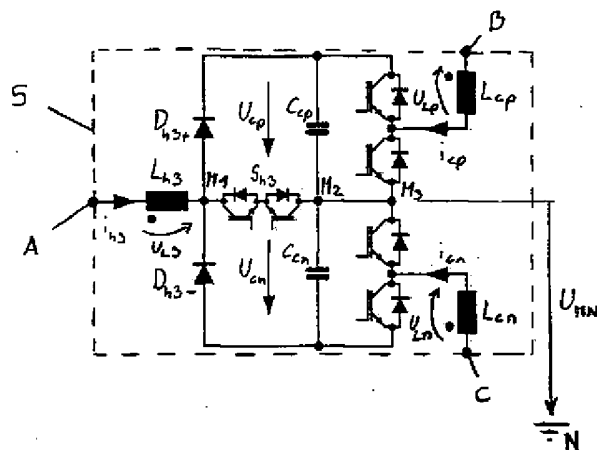 B
S
U_Lp
L_cp
D_h3+
U_cp
C_cp
i_cp
L_h3
M1
S_h3
M2
M3
A
i_h3
U_L3
D_h3-
U_cn
C_cn
i_cn
U_Ln
L_cn
U_MN
C
N